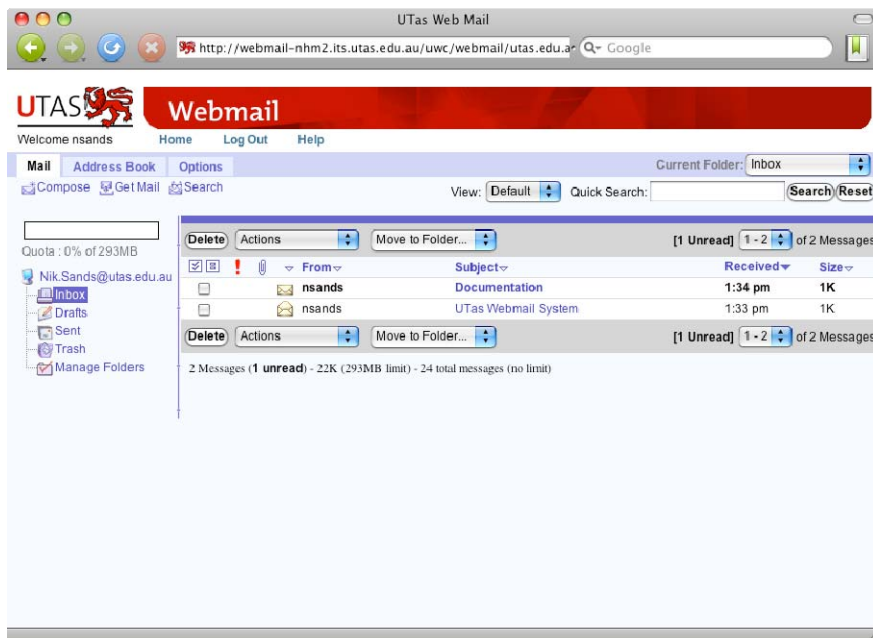 UTas Web Mail
http://webmail-nhm2.its.utas.edu.au/uwc/webmail/utas.edu.a Google
UTAS Webmail
Welcome nsands Home Log Out Help
Mail Address Book Options Current Folder: Inbox
Compose Get Mail Search View: Default Quick Search: Search Reset
Delete Actions Move to Folder... [1 Unread] 1 - 2 of 2 Messages
Quota : 0% of 293MB
Nik.Sands@utas.edu.au
Inbox
Drafts
Sent
Trash
Manage Folders
! From Subject Received Size
nsands Documentation 1:34 pm 1K
nsands UTas Webmail System 1:33 pm 1K
Delete Actions Move to Folder... [1 Unread] 1 - 2 of 2 Messages
2 Messages (1 unread) - 22K (293MB limit) - 24 total messages (no limit)